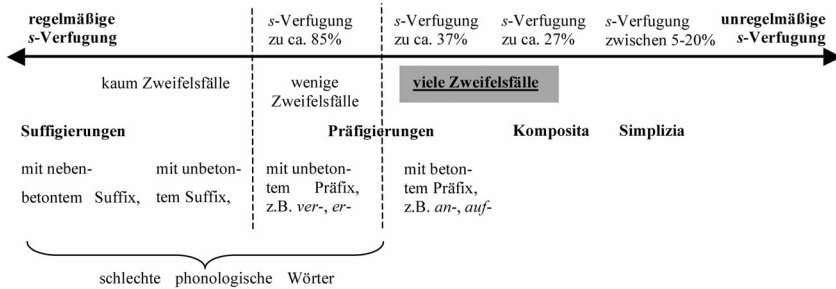 regelmäßige
s-Verfugung
s-Verfugung
zu ca. 85%
s-Verfugung
zu ca. 37%
s-Verfugung
zu ca. 27%
s-Verfugung
zwischen 5-20%
unregelmäßige
s-Verfugung
kaum Zweifelsfälle
wenige
Zweifelsfälle
viele Zweifelsfälle
Suffigierungen
Präfigierungen
Komposita
Simplizia
mit neben-
betontem Suffix,
mit unbeton-
tem Suffix,
mit unbeton-
tem Präfix,
z.B. ver-, er-
mit beton-
tem Präfix,
z.B. an-, auf-
schlechte phonologische Wörter